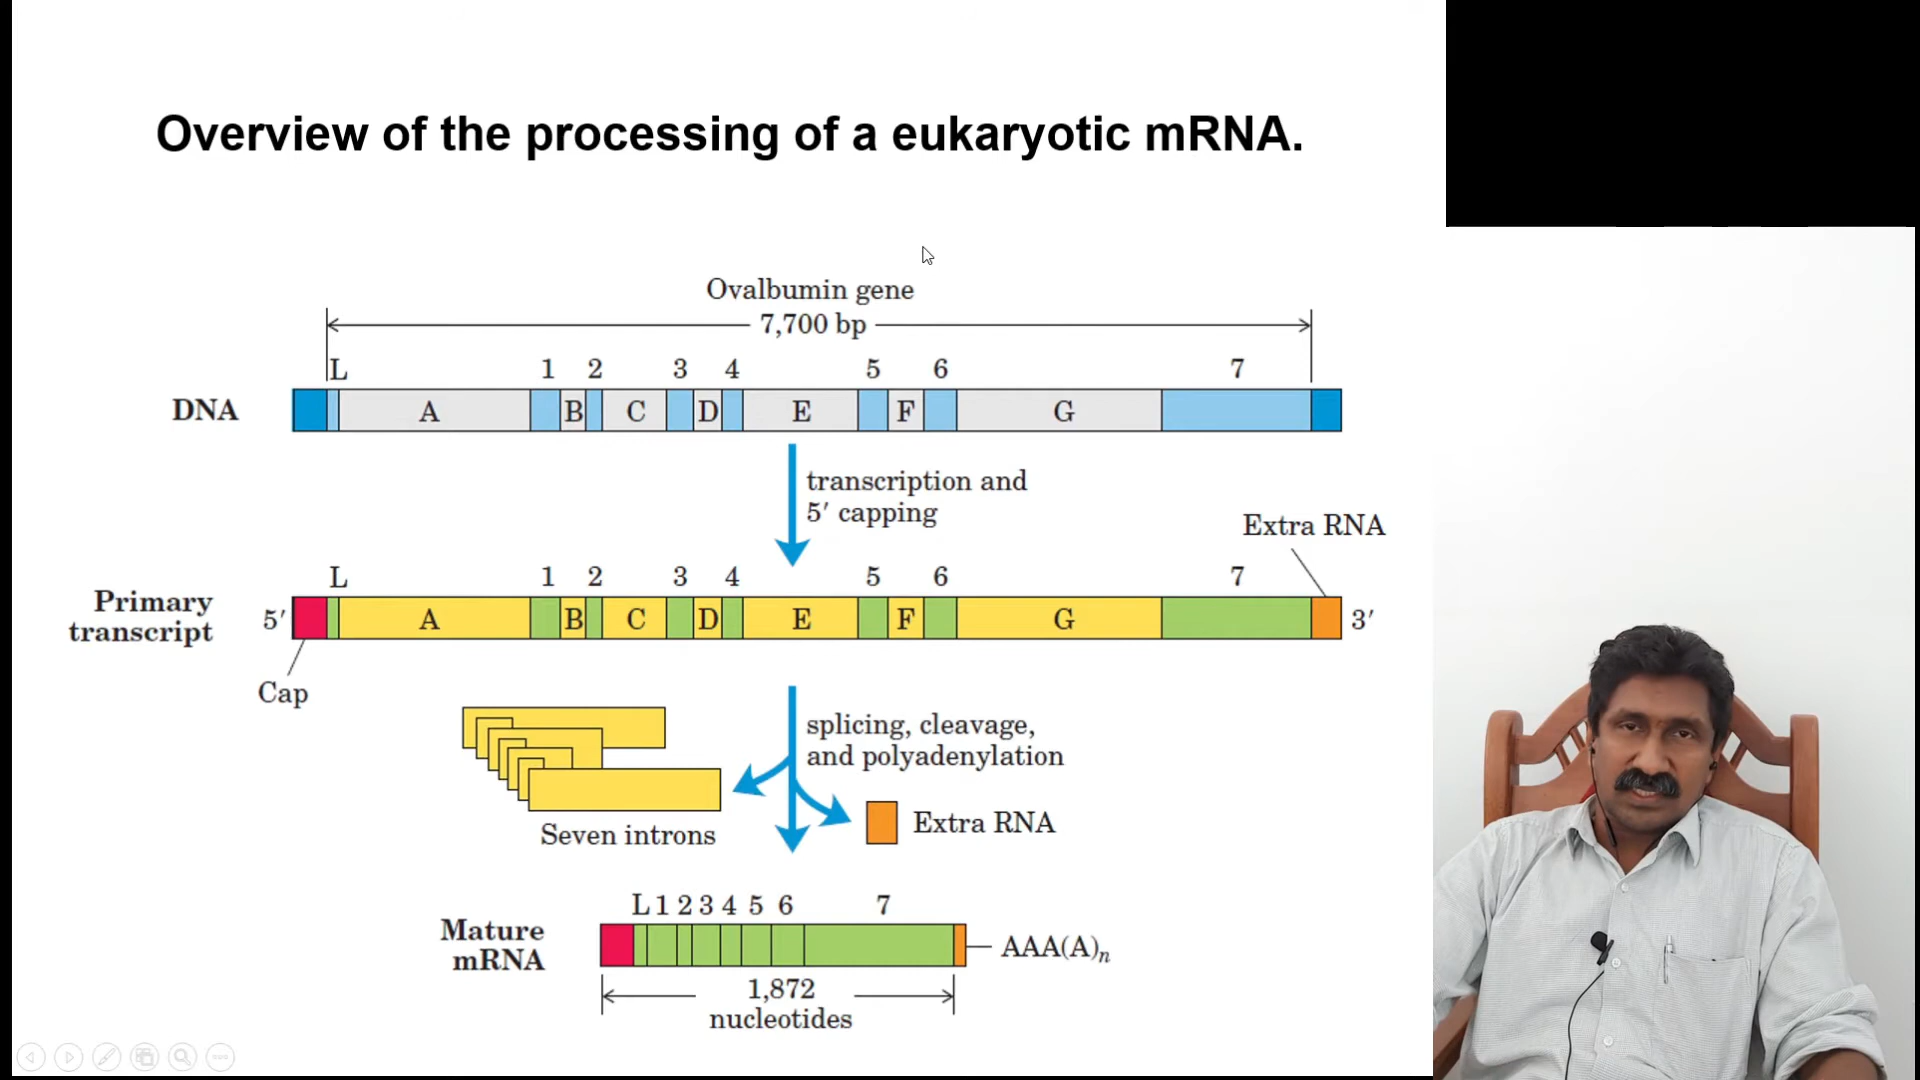 Overview of the processing of a eukaryotic mRNA.
Ovalbumin gene
7,700 bp
L 1 2 3 4 5 6 7
DNA
A B C D E F G
transcription and
5′ capping
Extra RNA
L 1 2 3 4 5 6 7
Primary
transcript
5′ A B C D E F G 3′
Cap
splicing, cleavage,
and polyadenylation
Extra RNA
Seven introns
L 1 2 3 4 5 6 7
Mature
mRNA
AAA(A)n
1,872
nucleotides